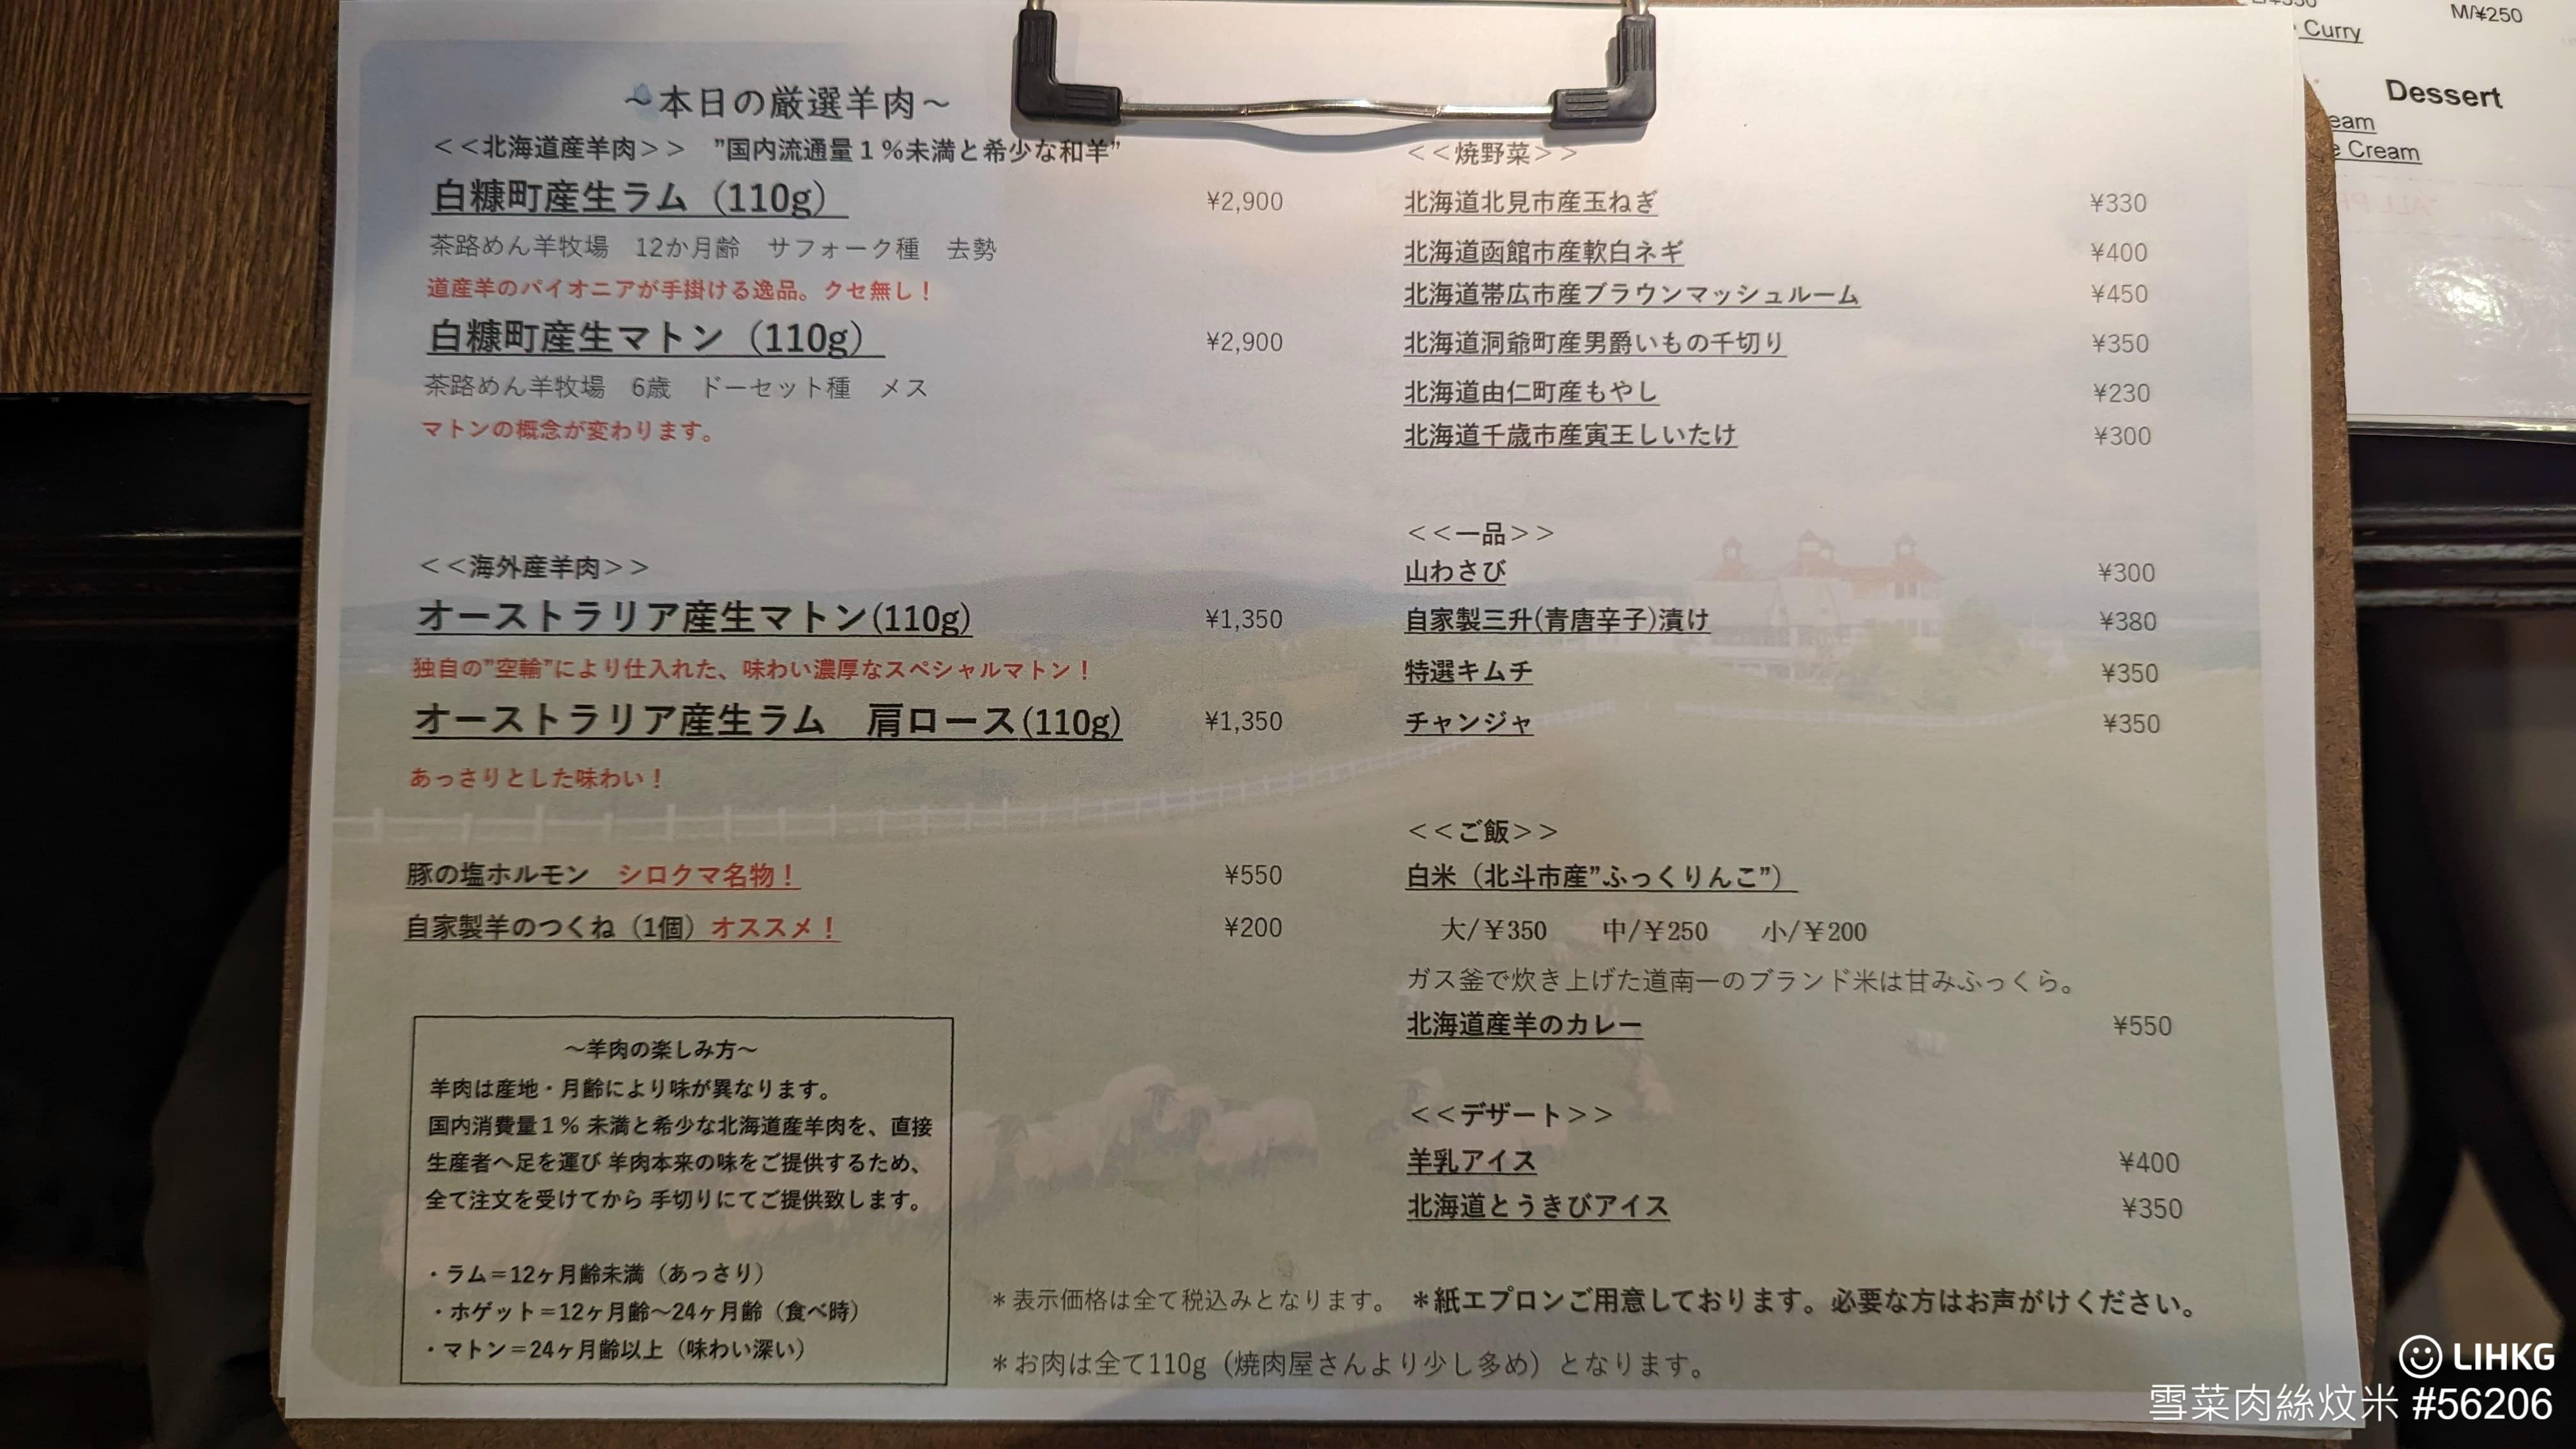 ～本日の厳選羊肉～
＜＜北海道産羊肉＞＞　”国内流通量１％未満と希少な和羊”
白糠町産生ラム（110g） ¥2,900
茶路めん羊牧場　12か月齢　サフォーク種　去勢
道産羊のパイオニアが手掛ける逸品。クセ無し！
白糠町産生マトン（110g） ¥2,900
茶路めん羊牧場　6歳　ドーセット種　メス
マトンの概念が変わります。
＜＜海外産羊肉＞＞
オーストラリア産生マトン(110g) ¥1,350
独自の”空輸”により仕入れた、味わい濃厚なスペシャルマトン！
オーストラリア産生ラム　肩ロース(110g) ¥1,350
あっさりとした味わい！
豚の塩ホルモン　シロクマ名物！ ¥550
自家製羊のつくね（1個）オススメ！ ¥200
～羊肉の楽しみ方～
羊肉は産地・月齢により味が異なります。
国内消費量１％ 未満と希少な北海道産羊肉を、直接
生産者へ足を運び 羊肉本来の味をご提供するため、
全て注文を受けてから 手切りにてご提供致します。
・ラム＝12ヶ月齢未満（あっさり）
・ホゲット＝12ヶ月齢～24ヶ月齢（食べ時）
・マトン＝24ヶ月齢以上（味わい深い）
＜＜焼野菜＞＞
北海道北見市産玉ねぎ ¥330
北海道函館市産軟白ネギ ¥400
北海道帯広市産ブラウンマッシュルーム ¥450
北海道洞爺町産男爵いもの千切り ¥350
北海道由仁町産もやし ¥230
北海道千歳市産寅王しいたけ ¥300
＜＜一品＞＞
山わさび ¥300
自家製三升(青唐辛子)漬け ¥380
特選キムチ ¥350
チャンジャ ¥350
＜＜ご飯＞＞
白米（北斗市産”ふっくりんこ”）
大/￥350　中/￥250　小/￥200
ガス釜で炊き上げた道南一のブランド米は甘みふっくら。
北海道産羊のカレー ¥550
＜＜デザート＞＞
羊乳アイス ¥400
北海道とうきびアイス ¥350
＊表示価格は全て税込みとなります。　＊紙エプロンご用意しております。必要な方はお声がけください。
＊お肉は全て110g（焼肉屋さんより少し多め）となります。
M/¥250
Curry
Dessert
Cream
LIHKG
雪菜肉絲炆米 #56206